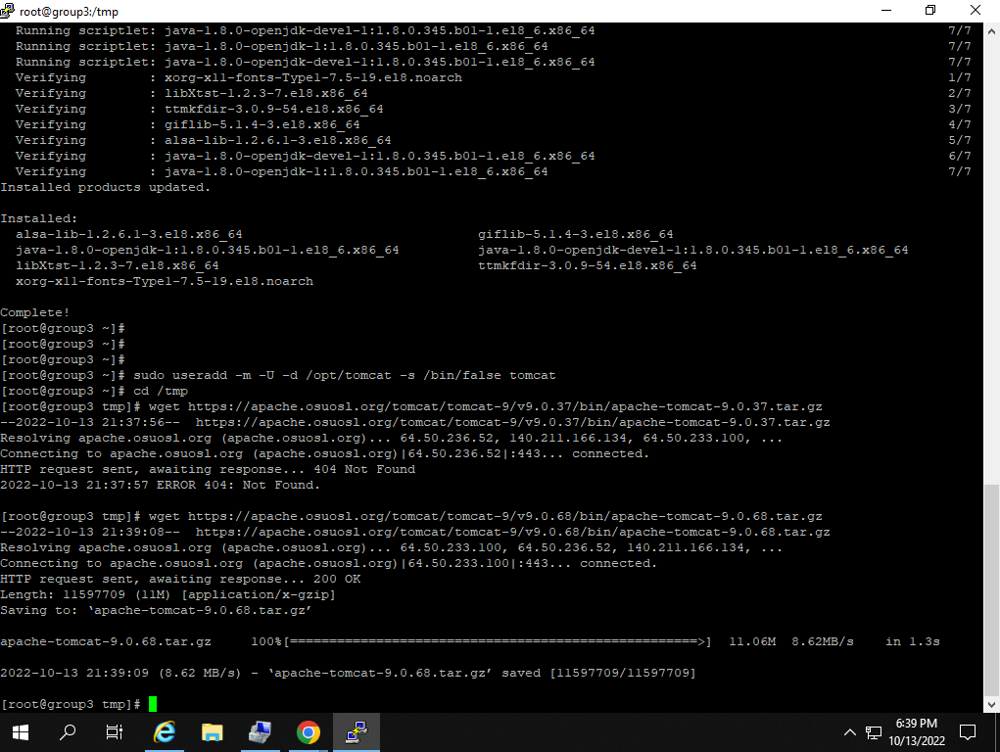 root@group3:/tmp
Running scriptlet: java-1.8.0-openjdk-devel-1:1.8.0.345.b01-1.el8_6.x86_64 7/7
Running scriptlet: java-1.8.0-openjdk-1:1.8.0.345.b01-1.el8_6.x86_64 7/7
Running scriptlet: java-1.8.0-openjdk-devel-1:1.8.0.345.b01-1.el8_6.x86_64 7/7
Verifying : xorg-x11-fonts-Type1-7.5-19.el8.noarch 1/7
Verifying : libXtst-1.2.3-7.el8.x86_64 2/7
Verifying : ttmkfdir-3.0.9-54.el8.x86_64 3/7
Verifying : giflib-5.1.4-3.el8.x86_64 4/7
Verifying : alsa-lib-1.2.6.1-3.el8.x86_64 5/7
Verifying : java-1.8.0-openjdk-devel-1:1.8.0.345.b01-1.el8_6.x86_64 6/7
Verifying : java-1.8.0-openjdk-1:1.8.0.345.b01-1.el8_6.x86_64 7/7
Installed products updated.
Installed:
alsa-lib-1.2.6.1-3.el8.x86_64 giflib-5.1.4-3.el8.x86_64
java-1.8.0-openjdk-1:1.8.0.345.b01-1.el8_6.x86_64 java-1.8.0-openjdk-devel-1:1.8.0.345.b01-1.el8_6.x86_64
libXtst-1.2.3-7.el8.x86_64 ttmkfdir-3.0.9-54.el8.x86_64
xorg-x11-fonts-Type1-7.5-19.el8.noarch
Complete!
[root@group3 ~]#
[root@group3 ~]#
[root@group3 ~]#
[root@group3 ~]# sudo useradd -m -U -d /opt/tomcat -s /bin/false tomcat
[root@group3 ~]# cd /tmp
[root@group3 tmp]# wget https://apache.osuosl.org/tomcat/tomcat-9/v9.0.37/bin/apache-tomcat-9.0.37.tar.gz
--2022-10-13 21:37:56-- https://apache.osuosl.org/tomcat/tomcat-9/v9.0.37/bin/apache-tomcat-9.0.37.tar.gz
Resolving apache.osuosl.org (apache.osuosl.org)... 64.50.236.52, 140.211.166.134, 64.50.233.100, ...
Connecting to apache.osuosl.org (apache.osuosl.org)|64.50.236.52|:443... connected.
HTTP request sent, awaiting response... 404 Not Found
2022-10-13 21:37:57 ERROR 404: Not Found.
[root@group3 tmp]# wget https://apache.osuosl.org/tomcat/tomcat-9/v9.0.68/bin/apache-tomcat-9.0.68.tar.gz
--2022-10-13 21:39:08-- https://apache.osuosl.org/tomcat/tomcat-9/v9.0.68/bin/apache-tomcat-9.0.68.tar.gz
Resolving apache.osuosl.org (apache.osuosl.org)... 64.50.233.100, 64.50.236.52, 140.211.166.134, ...
Connecting to apache.osuosl.org (apache.osuosl.org)|64.50.233.100|:443... connected.
HTTP request sent, awaiting response... 200 OK
Length: 11597709 (11M) [application/x-gzip]
Saving to: ‘apache-tomcat-9.0.68.tar.gz’
apache-tomcat-9.0.68.tar.gz 100%[====================================================>] 11.06M 8.62MB/s in 1.3s
2022-10-13 21:39:09 (8.62 MB/s) - ‘apache-tomcat-9.0.68.tar.gz’ saved [11597709/11597709]
[root@group3 tmp]#
6:39 PM
10/13/2022